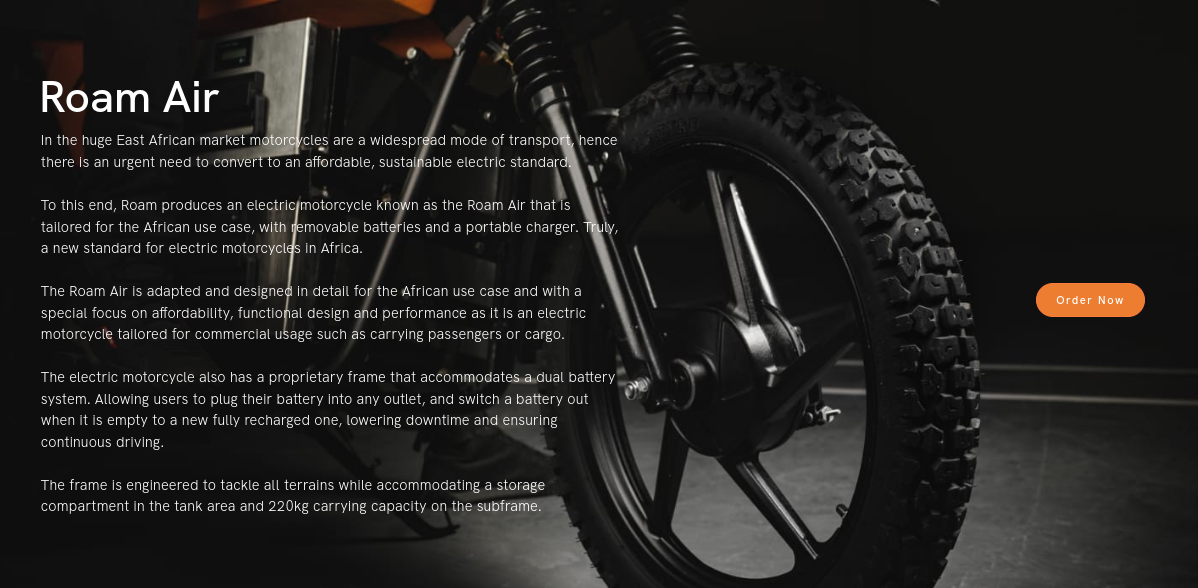 Roam Air
In the huge East African market motorcycles are a widespread mode of transport, hence
there is an urgent need to convert to an affordable, sustainable electric standard.
To this end, Roam produces an electric motorcycle known as the Roam Air that is
tailored for the African use case, with removable batteries and a portable charger. Truly,
a new standard for electric motorcycles in Africa.
The Roam Air is adapted and designed in detail for the African use case and with a
special focus on affordability, functional design and performance as it is an electric
motorcycle tailored for commercial usage such as carrying passengers or cargo.
Order Now
The electric motorcycle also has a proprietary frame that accommodates a dual battery
system. Allowing users to plug their battery into any outlet, and switch a battery out
when it is empty to a new fully recharged one, lowering downtime and ensuring
continuous driving.
The frame is engineered to tackle all terrains while accommodating a storage
compartment in the tank area and 220kg carrying capacity on the subframe.